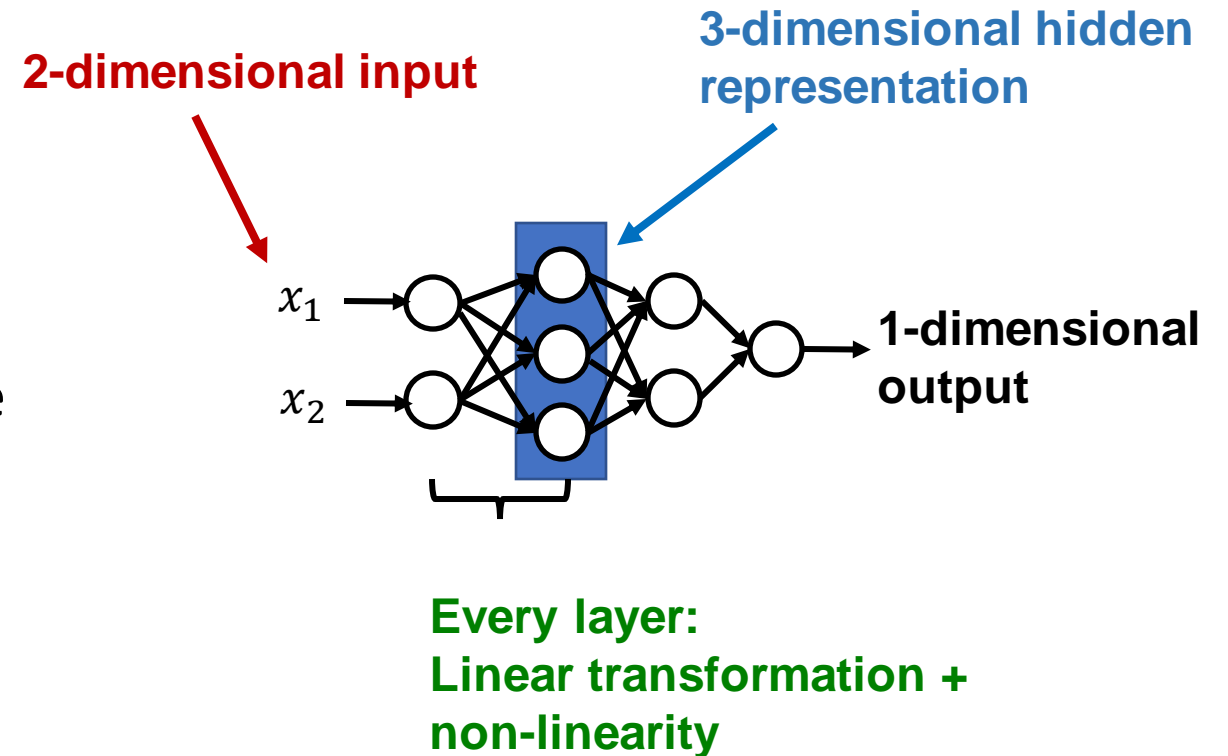 2-dimensional input
3-dimensional hidden
representation
x₁
x₂
e
1-dimensional
output
Every layer:
Linear transformation +
non-linearity